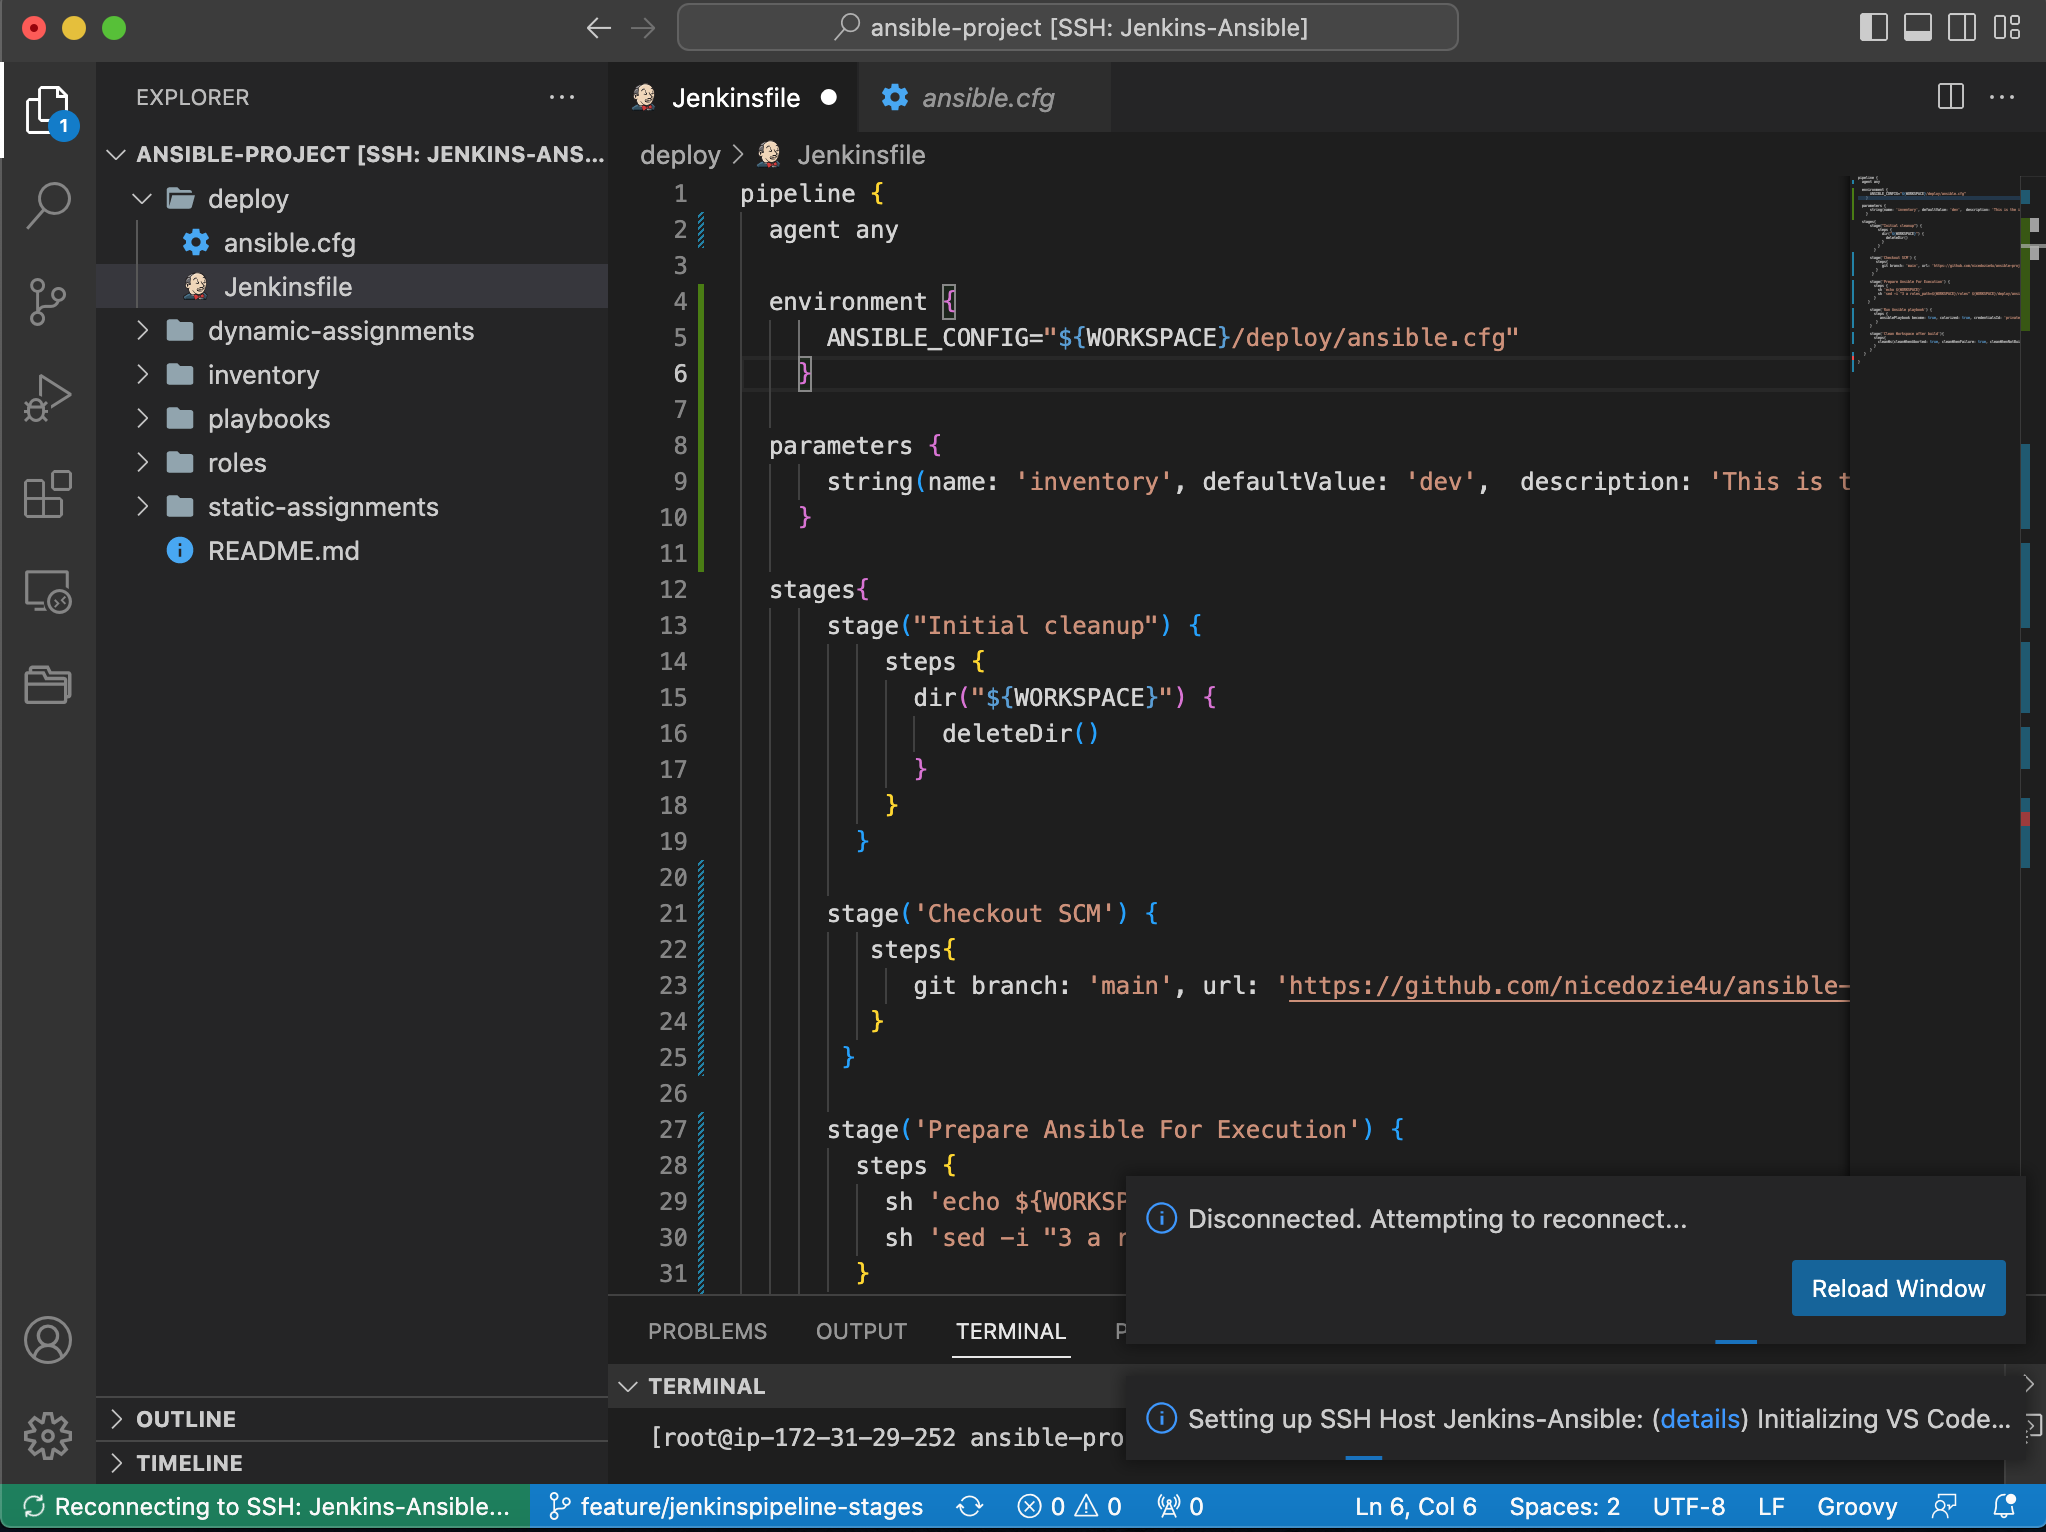 ansible-project [SSH: Jenkins-Ansible]
EXPLORER
1
ANSIBLE-PROJECT [SSH: JENKINS-ANS...
deploy
ansible.cfg
Jenkinsfile
dynamic-assignments
inventory
playbooks
roles
static-assignments
README.md
OUTLINE
TIMELINE
Jenkinsfile
ansible.cfg
deploy > Jenkinsfile
1 pipeline {
2 agent any
3
4 environment {
5 ANSIBLE_CONFIG="${WORKSPACE}/deploy/ansible.cfg"
6 }
7
8 parameters {
9 string(name: 'inventory', defaultValue: 'dev',  description: 'This is t
10 }
11
12 stages{
13 stage("Initial cleanup") {
14 steps {
15 dir("${WORKSPACE}") {
16 deleteDir()
17 }
18 }
19 }
20
21 stage('Checkout SCM') {
22 steps{
23 git branch: 'main', url: 'https://github.com/nicedozie4u/ansible-
24 }
25 }
26
27 stage('Prepare Ansible For Execution') {
28 steps {
29 sh 'echo ${WORKSP
30 sh 'sed -i "3 a r
31 }
Disconnected. Attempting to reconnect...
Reload Window
PROBLEMS OUTPUT TERMINAL P
TERMINAL
[root@ip-172-31-29-252 ansible-pro
Setting up SSH Host Jenkins-Ansible: (details) Initializing VS Code...
Reconnecting to SSH: Jenkins-Ansible... feature/jenkinspipeline-stages 0 0 0 Ln 6, Col 6 Spaces: 2 UTF-8 LF Groovy